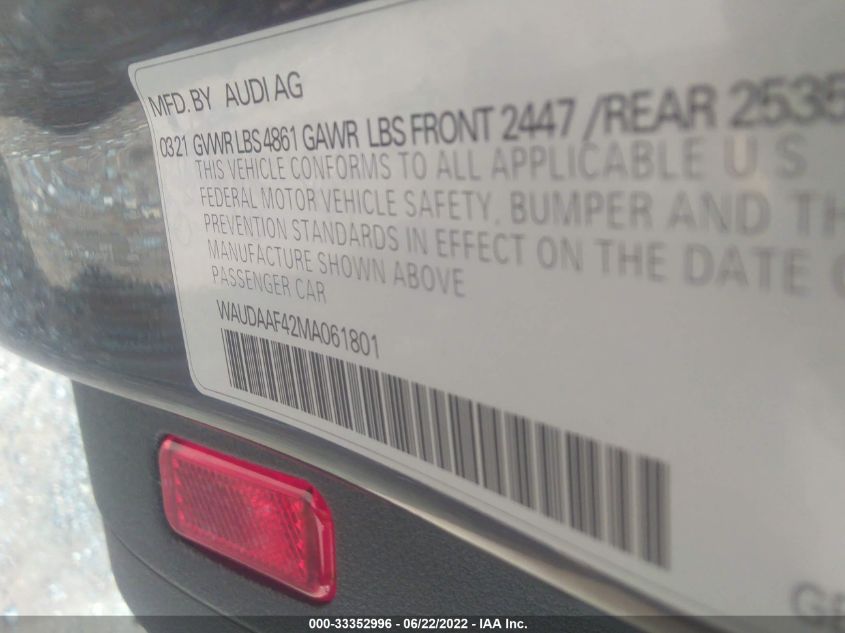 MFD. BY AUDI AG
0321 GVWR LBS 4861 GAWR LBS FRONT 2447 / REAR 2535
THIS VEHICLE CONFORMS TO ALL APPLICABLE U S
FEDERAL MOTOR VEHICLE SAFETY, BUMPER AND TH
PREVENTION STANDARDS IN EFFECT ON THE DATE O
MANUFACTURE SHOWN ABOVE
PASSENGER CAR
WAUDAAF42MA061801
000-33352996 - 06/22/2022 - IAA Inc.